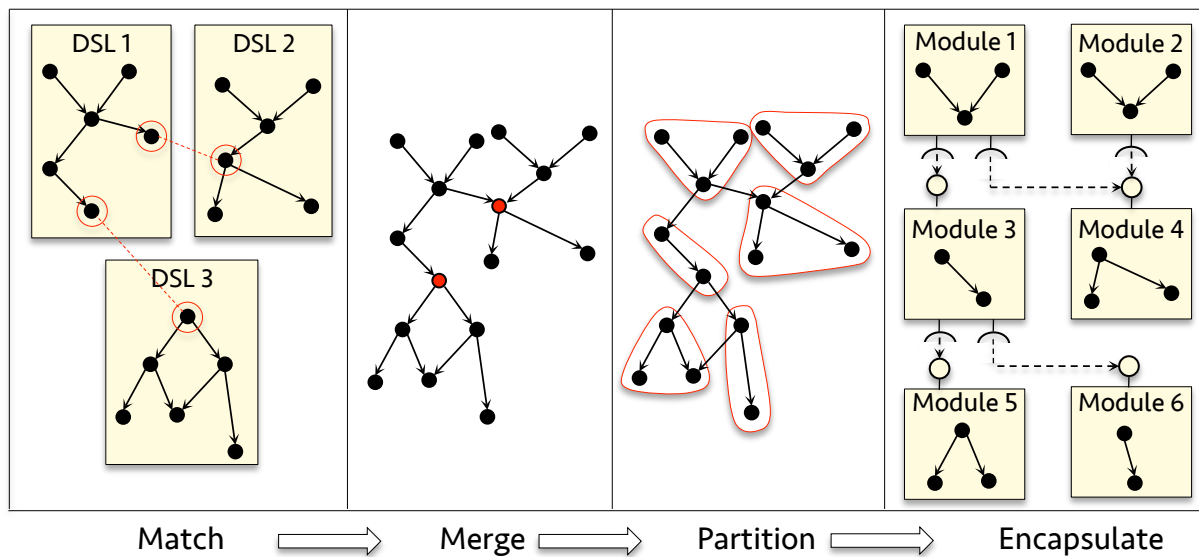 DSL 1
DSL 2
DSL 3
Module 1
Module 2
Module 3
Module 4
Module 5
Module 6
Match
Merge
Partition
Encapsulate